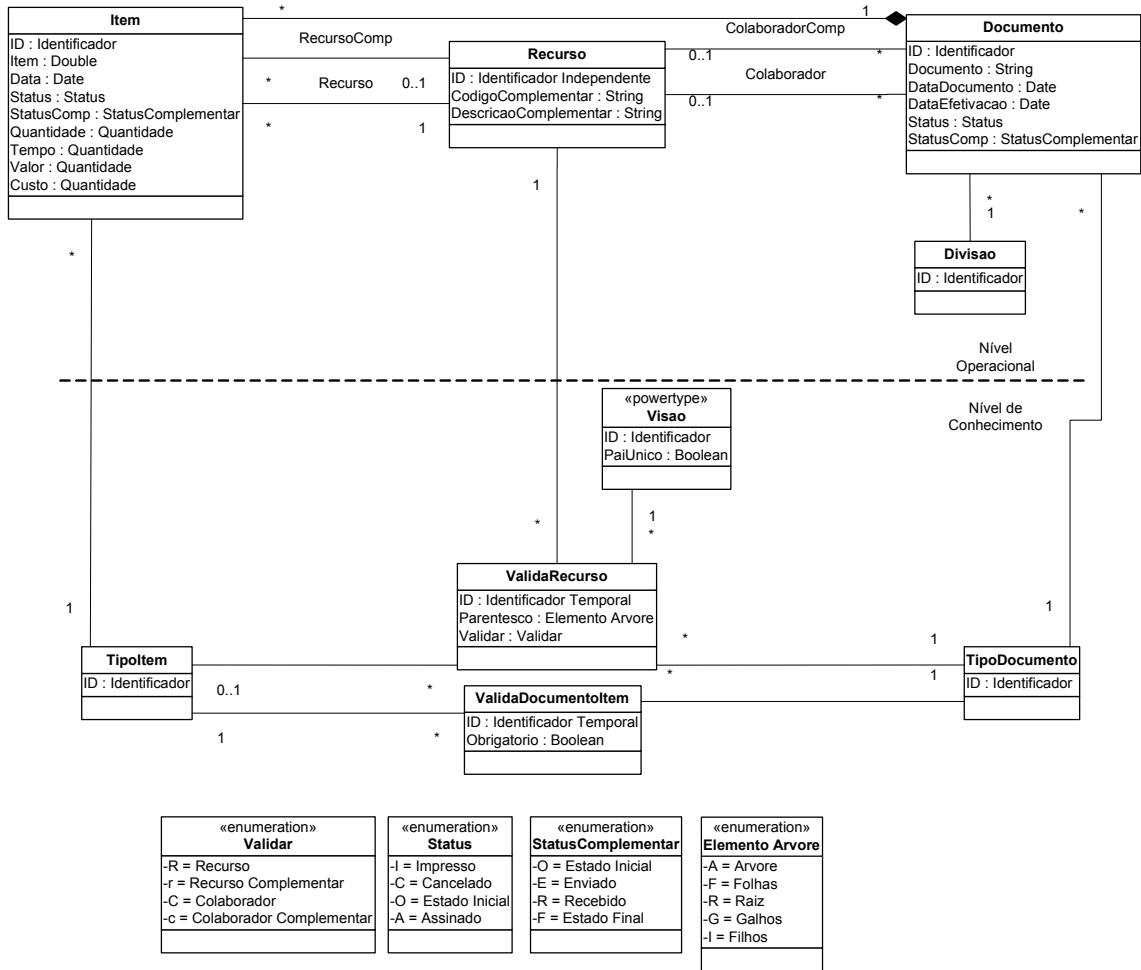 Item
ID : Identificador
Item : Double
Data : Date
Status : Status
StatusComp : StatusComplementar
Quantidade : Quantidade
Tempo : Quantidade
Valor : Quantidade
Custo : Quantidade
*
1
RecursoComp
ColaboradorComp
*
Recurso
0..1
0..1
*
Colaborador
*
1
0..1
*
Recurso
ID : Identificador Independente
CodigoComplementar : String
DescricaoComplementar : String
Documento
ID : Identificador
Documento : String
DataDocumento : Date
DataEfetivacao : Date
Status : Status
StatusComp : StatusComplementar
1
*
1
*
*
Divisao
ID : Identificador
Nível
Operacional
Nível de
Conhecimento
«powertype»
Visao
ID : Identificador
PaiUnico : Boolean
1
*
*
ValidaRecurso
ID : Identificador Temporal
Parentesco : Elemento Arvore
Validar : Validar
1
1
*
1
TipoItem
ID : Identificador
TipoDocumento
ID : Identificador
0..1
*
*
1
ValidaDocumentoItem
ID : Identificador Temporal
Obrigatorio : Boolean
1
*
«enumeration»
Validar
-R = Recurso
-r = Recurso Complementar
-C = Colaborador
-c = Colaborador Complementar
«enumeration»
Status
-I = Impresso
-C = Cancelado
-O = Estado Inicial
-A = Assinado
«enumeration»
StatusComplementar
-O = Estado Inicial
-E = Enviado
-R = Recebido
-F = Estado Final
«enumeration»
Elemento Arvore
-A = Arvore
-F = Folhas
-R = Raiz
-G = Galhos
-I = Filhos